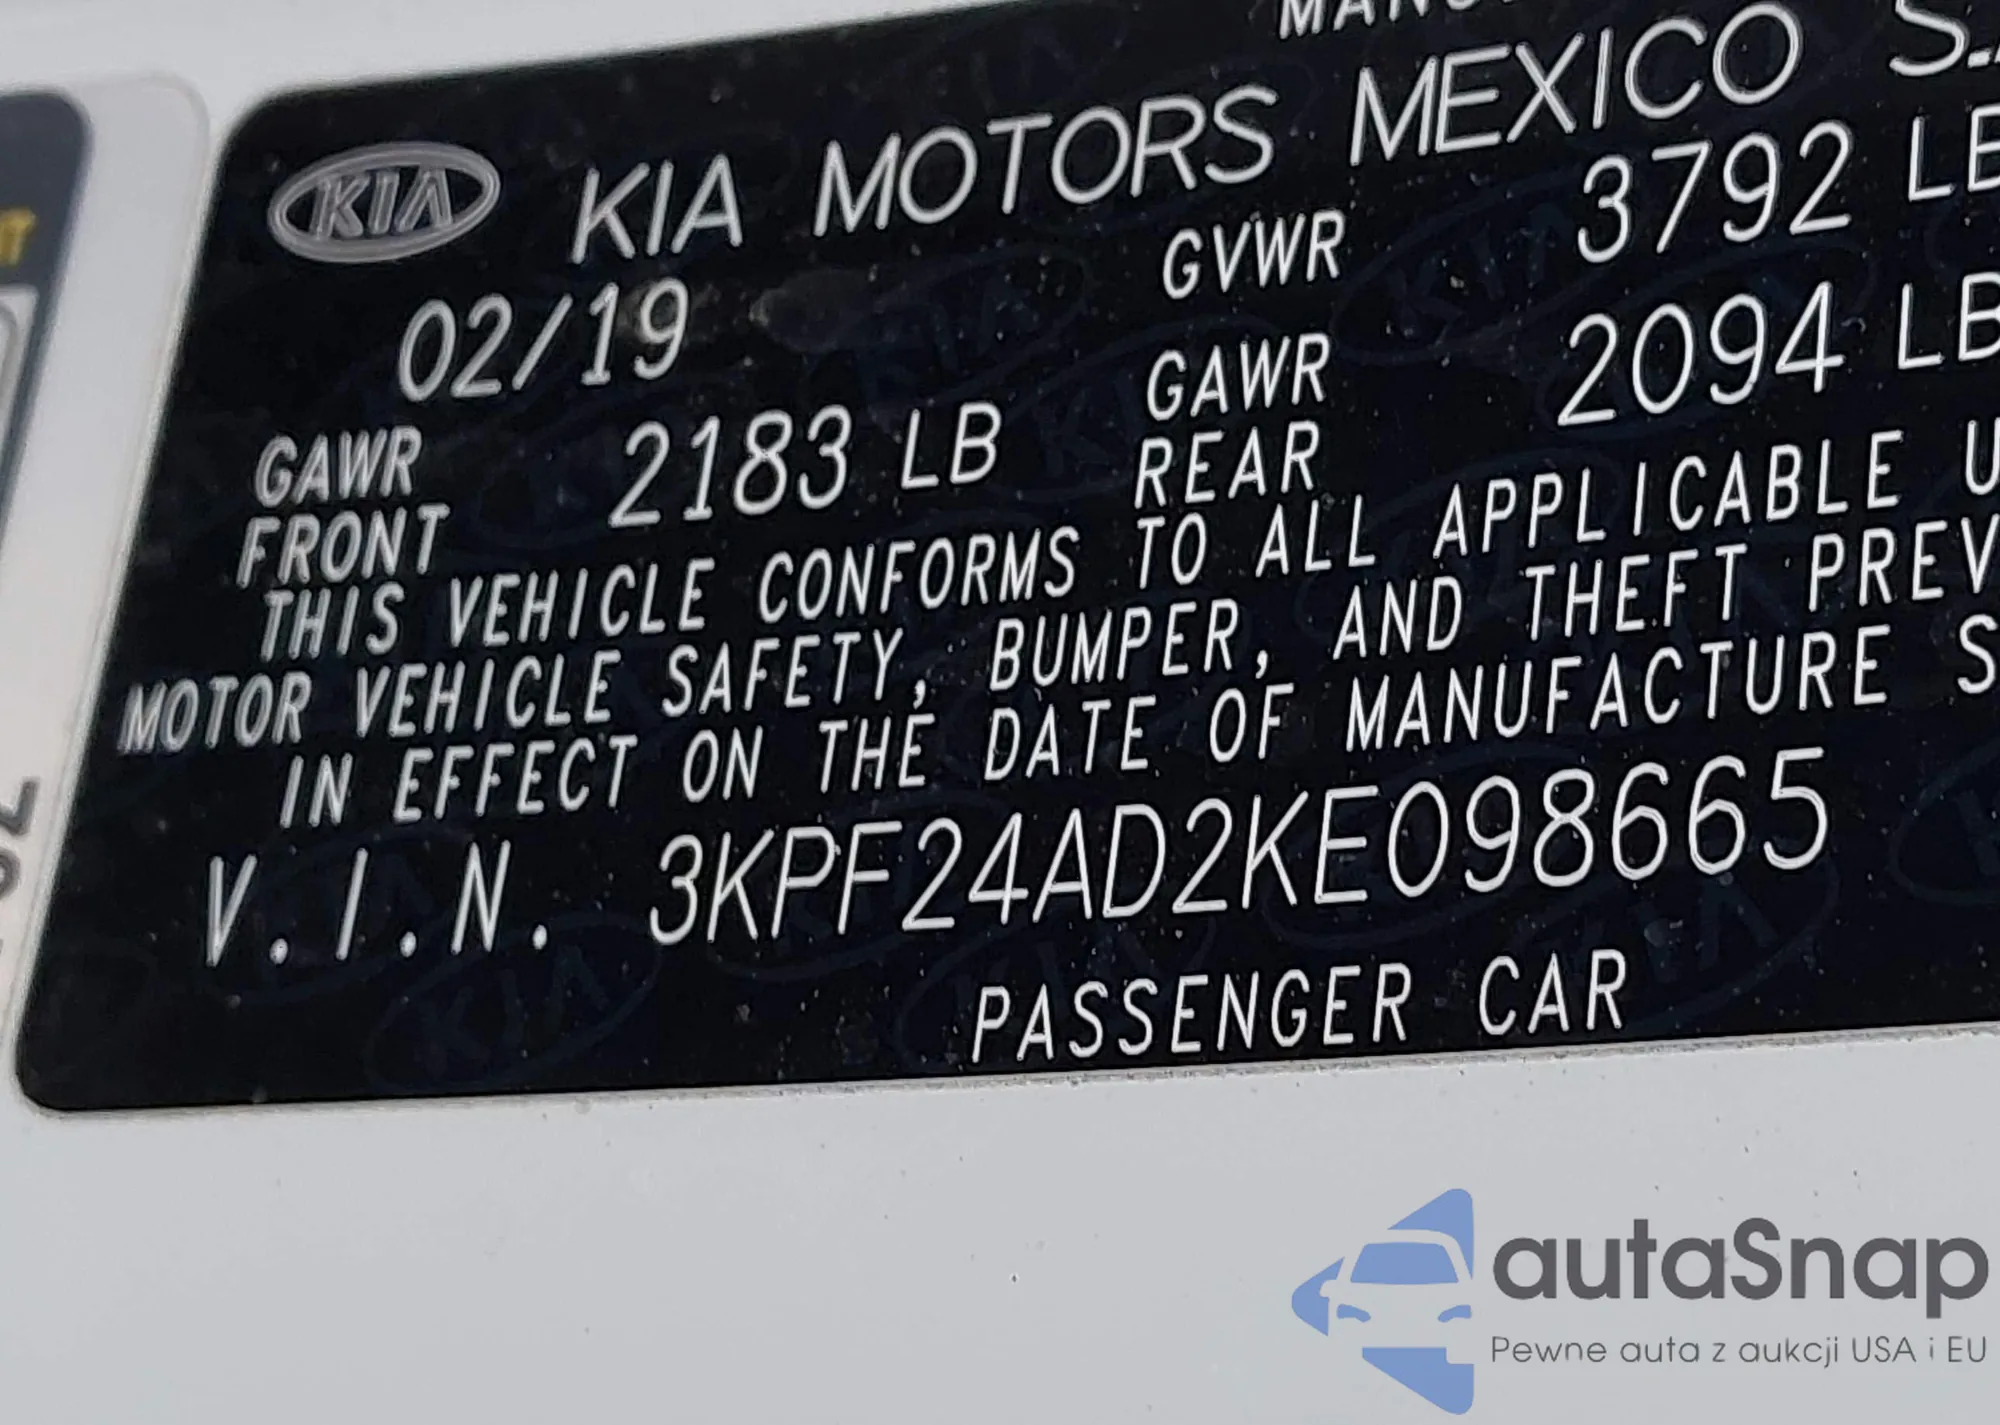 KIA MOTORS MEXICO
KIA
02/19
GVWR 3792
GAWR FRONT 2183 LB
GAWR REAR 2094 LB
THIS VEHICLE CONFORMS TO ALL APPLICABLE
MOTOR VEHICLE SAFETY, BUMPER, AND THEFT
IN EFFECT ON THE DATE OF MANUFACTURE
V.I.N. 3KPF24AD2KE098665
PASSENGER CAR
autaSnap
Pewne auta z aukcji USA i EU